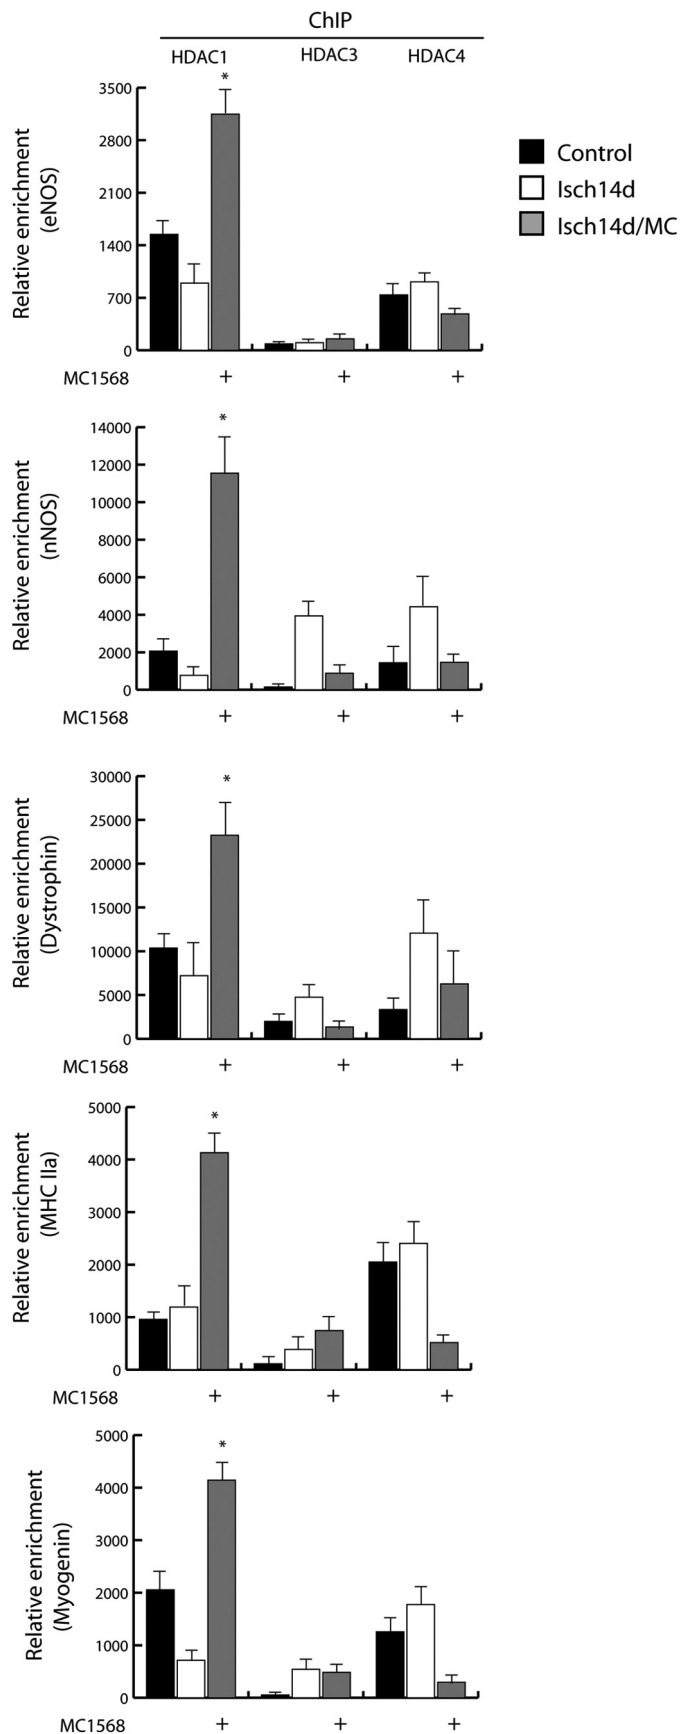 ChIP
HDAC1 HDAC3 HDAC4
*
3500
2800
2100
1400
700
0
Relative enrichment
(eNOS)
Control
Isch14d
Isch14d/MC
MC1568 + + +
*
14000
12000
10000
8000
6000
4000
2000
0
Relative enrichment
(nNOS)
MC1568 + + +
*
30000
25000
20000
15000
10000
5000
0
Relative enrichment
(Dystrophin)
MC1568 + + +
*
5000
4000
3000
2000
1000
0
Relative enrichment
(MHC IIa)
MC1568 + + +
*
5000
4000
3000
2000
1000
0
Relative enrichment
(Myogenin)
MC1568 + + +